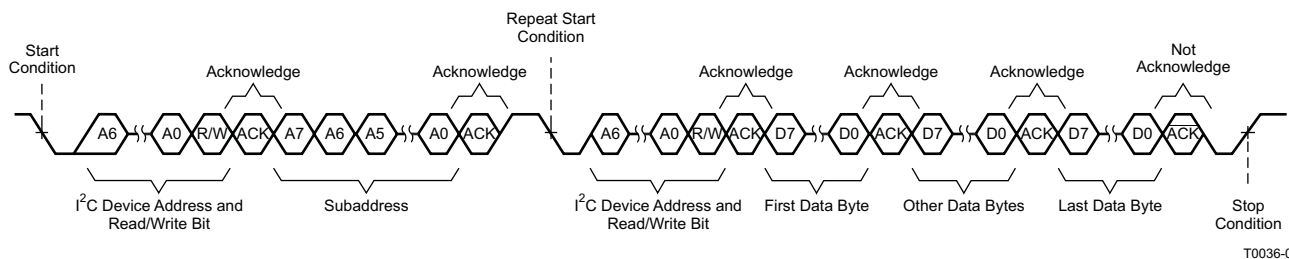 Repeat Start
Condition
Start
Condition
Not
Acknowledge
Acknowledge
Acknowledge
Acknowledge
Acknowledge
Acknowledge
A6 A0 R/W ACK A7 A6 A5 A0 ACK A6 A0 R/W ACK D7 D0 ACK D7 D0 ACK D7 D0 ACK
I2C Device Address and
Read/Write Bit
Subaddress
I2C Device Address and
Read/Write Bit
First Data Byte
Other Data Bytes
Last Data Byte
Stop
Condition